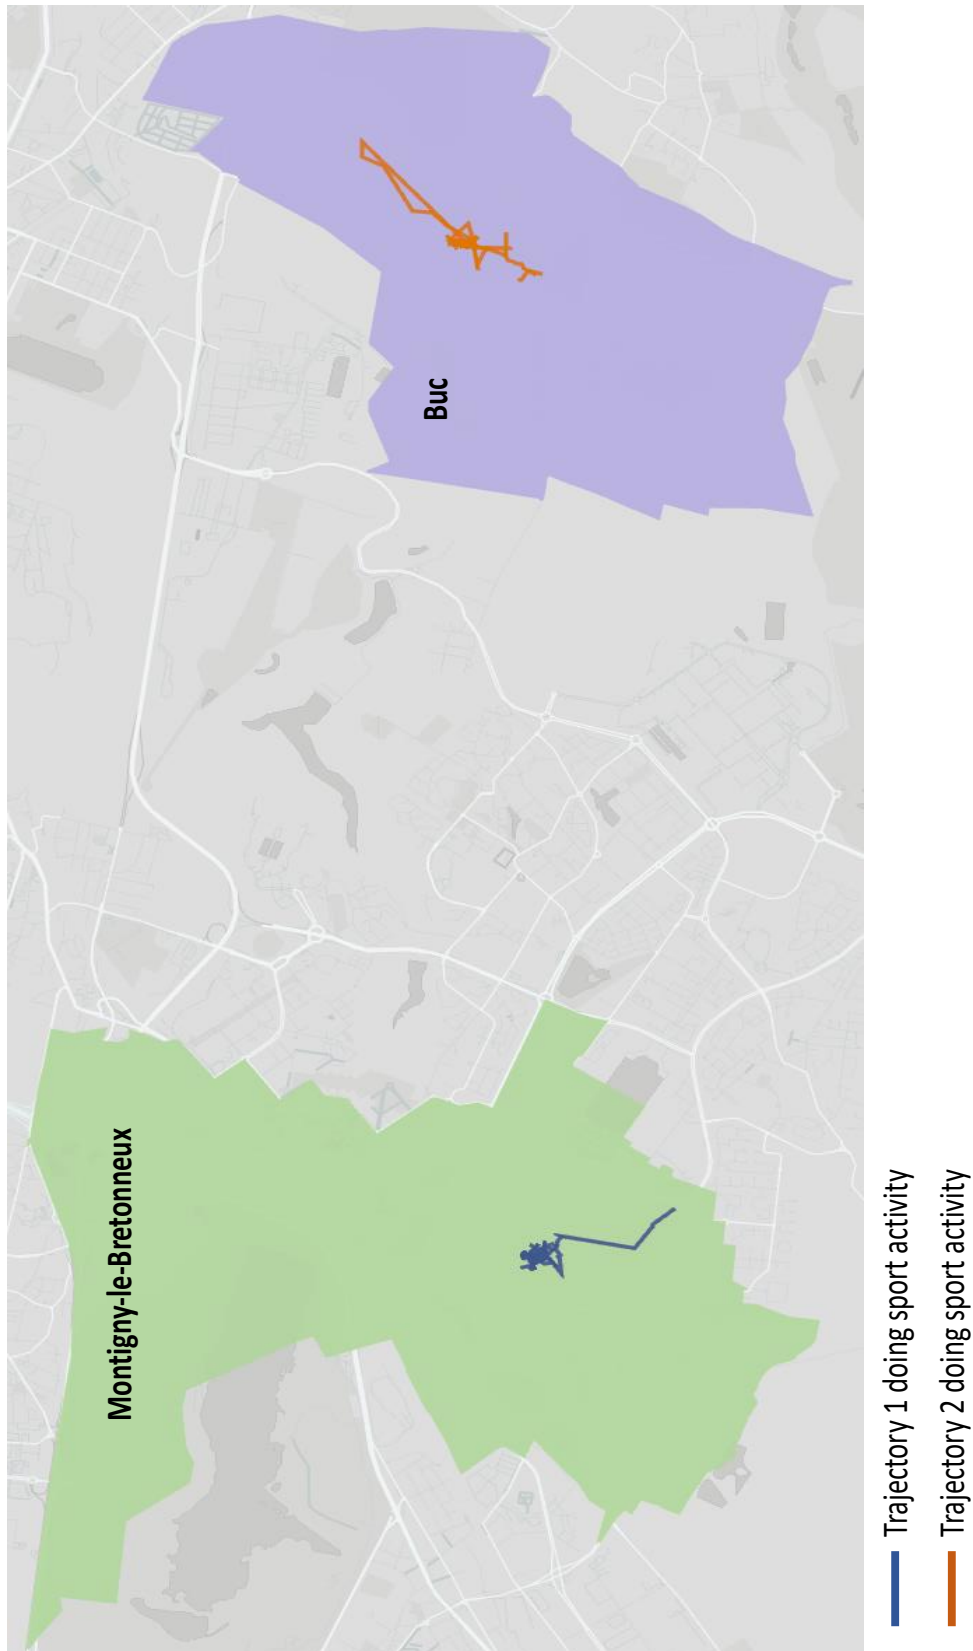 Montigny-le-Bretonneux
Buc
Trajectory 1 doing sport activity
Trajectory 2 doing sport activity